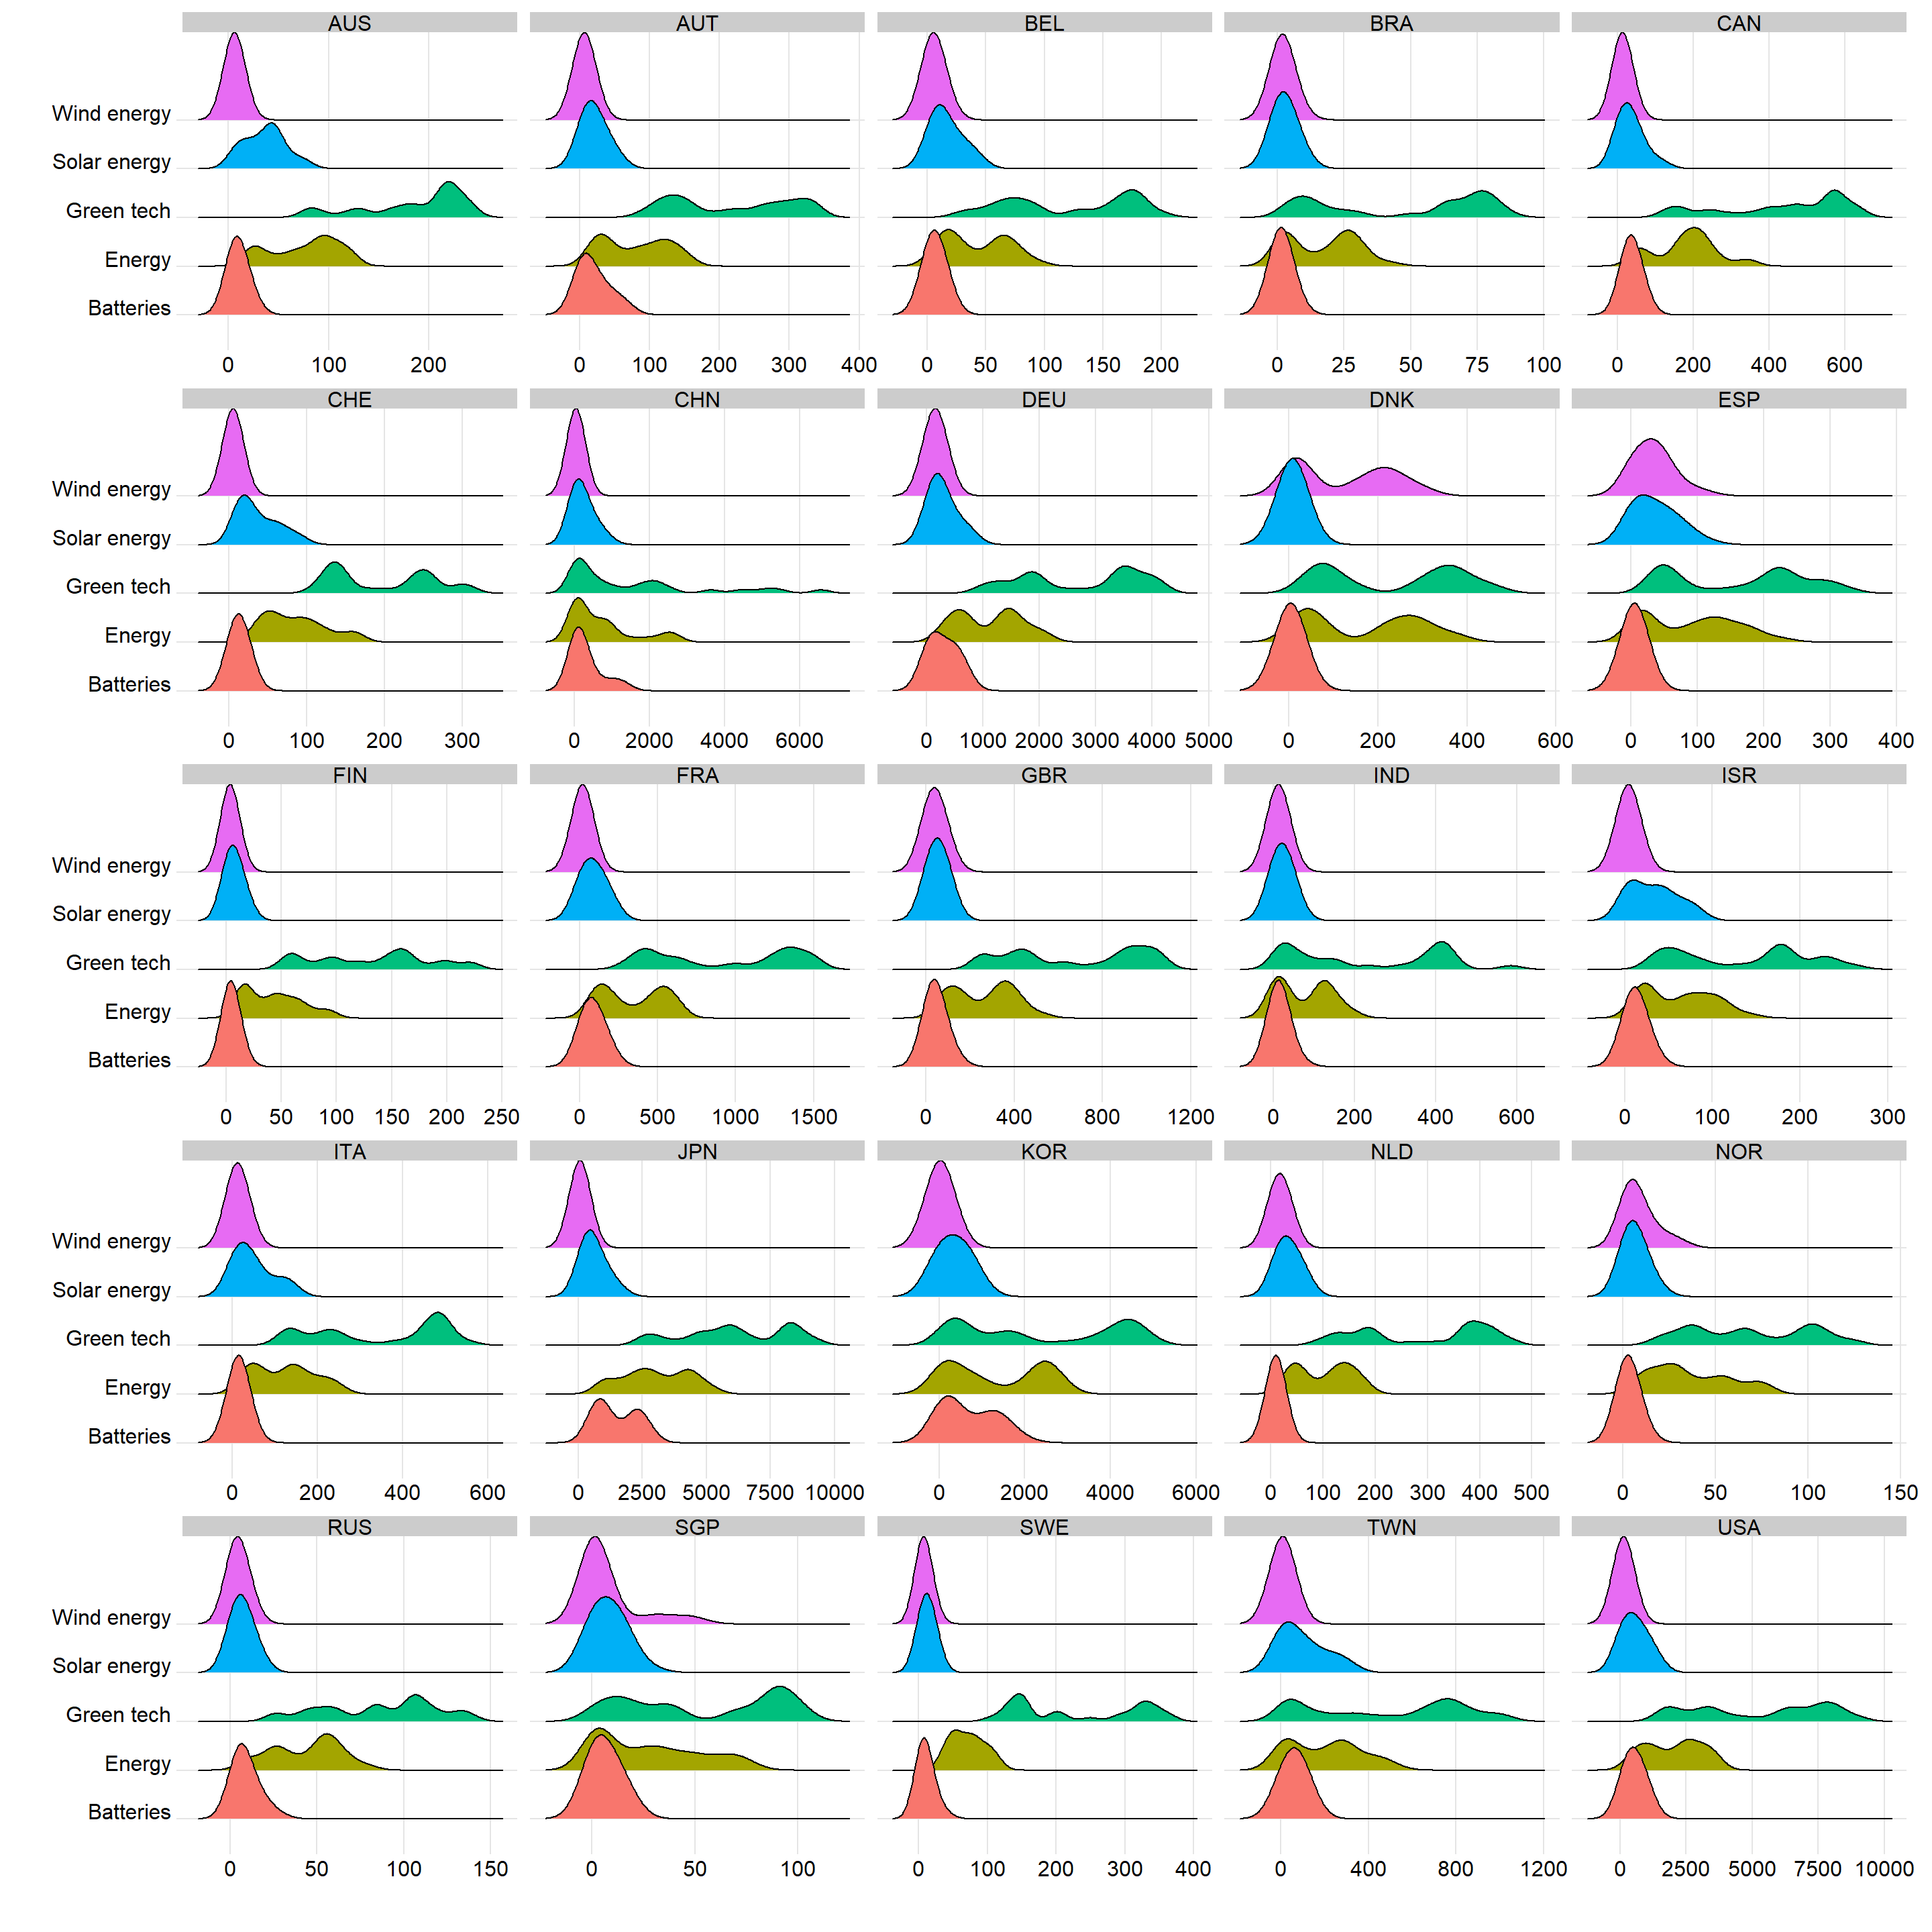 AUS AUT BEL BRA CAN
Wind energy
Solar energy
Green tech
Energy
Batteries
0 100 200 0 100 200 300 400 0 50 100 150 200 0 25 50 75 100 0 200 400 600
CHE CHN DEU DNK ESP
Wind energy
Solar energy
Green tech
Energy
Batteries
0 100 200 300 0 2000 4000 6000 0 1000 2000 3000 4000 5000 0 200 400 600 0 100 200 300 400
FIN FRA GBR IND ISR
Wind energy
Solar energy
Green tech
Energy
Batteries
0 50 100 150 200 250 0 500 1000 1500 0 400 800 1200 0 200 400 600 0 100 200 300
ITA JPN KOR NLD NOR
Wind energy
Solar energy
Green tech
Energy
Batteries
0 200 400 600 0 2500 5000 7500 10000 0 2000 4000 6000 0 100 200 300 400 500 0 50 100 150
RUS SGP SWE TWN USA
Wind energy
Solar energy
Green tech
Energy
Batteries
0 50 100 150 0 50 100 0 100 200 300 400 0 400 800 1200 0 2500 5000 7500 10000